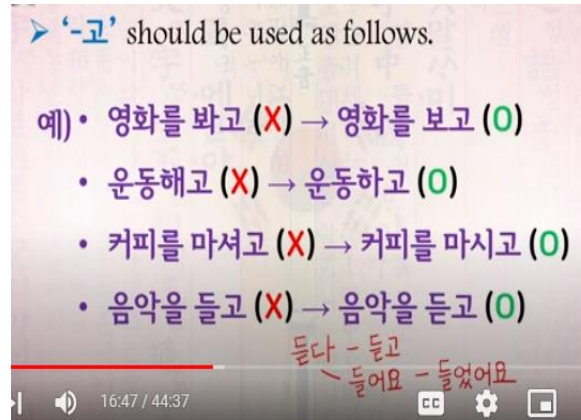 ➤ ‘-고’ should be used as follows.
예) • 영화를 봐고 (X) → 영화를 보고 (O)
• 운동해고 (X) → 운동하고 (O)
• 커피를 마셔고 (X) → 커피를 마시고 (O)
• 음악을 들고 (X) → 음악을 듣고 (O)
듣다 - 듣고
들어요 - 들었어요
16:47 / 44:37
CC